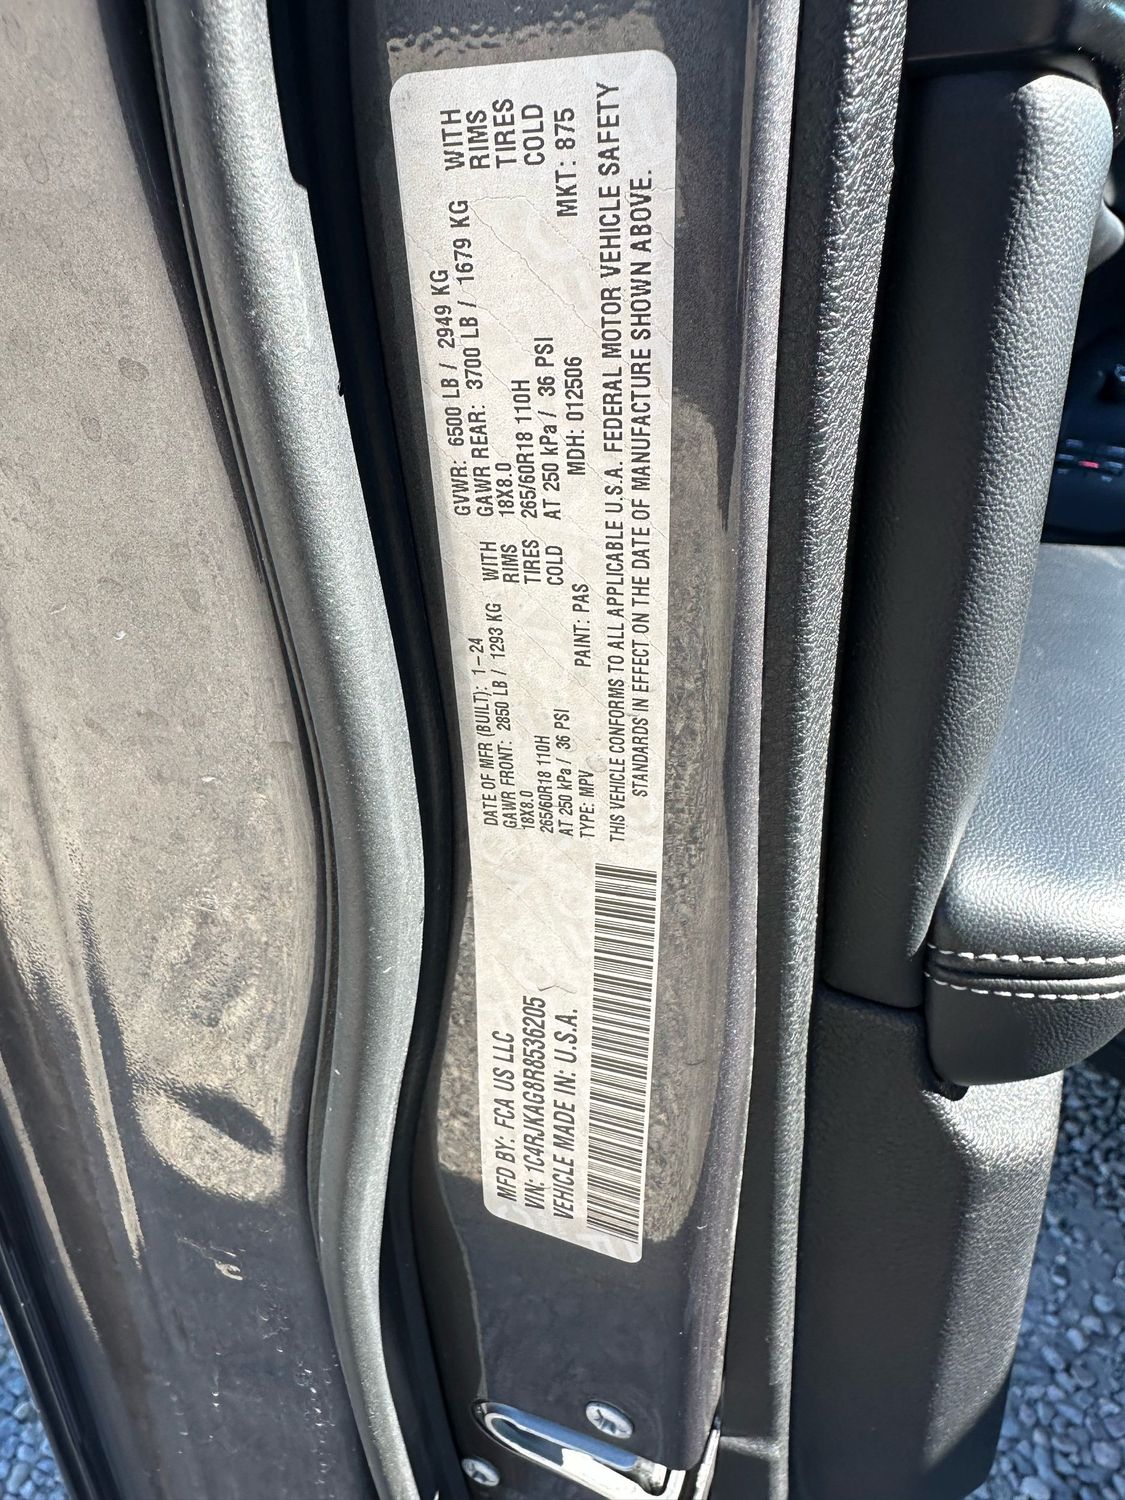 MFD BY: FCA US LLC
VIN: 1C4RJKAG8R8536205
VEHICLE MADE IN: U.S.A.
DATE OF MFR (BUILT): 1-24
GAWR FRONT: 2850 LB / 1293 KG WITH
18X8.0 RIMS
265/60R18 110H TIRES
AT 250 kPa / 36 PSI COLD
TYPE: MPV PAINT: PAS
GVWR: 6500 LB / 2949 KG
GAWR REAR: 3700 LB / 1679 KG WITH
18X8.0 RIMS
265/60R18 110H TIRES
AT 250 kPa / 36 PSI COLD
MDH: 012506 MKT: 875
THIS VEHICLE CONFORMS TO ALL APPLICABLE U.S.A. FEDERAL MOTOR VEHICLE SAFETY
STANDARDS IN EFFECT ON THE DATE OF MANUFACTURE SHOWN ABOVE.